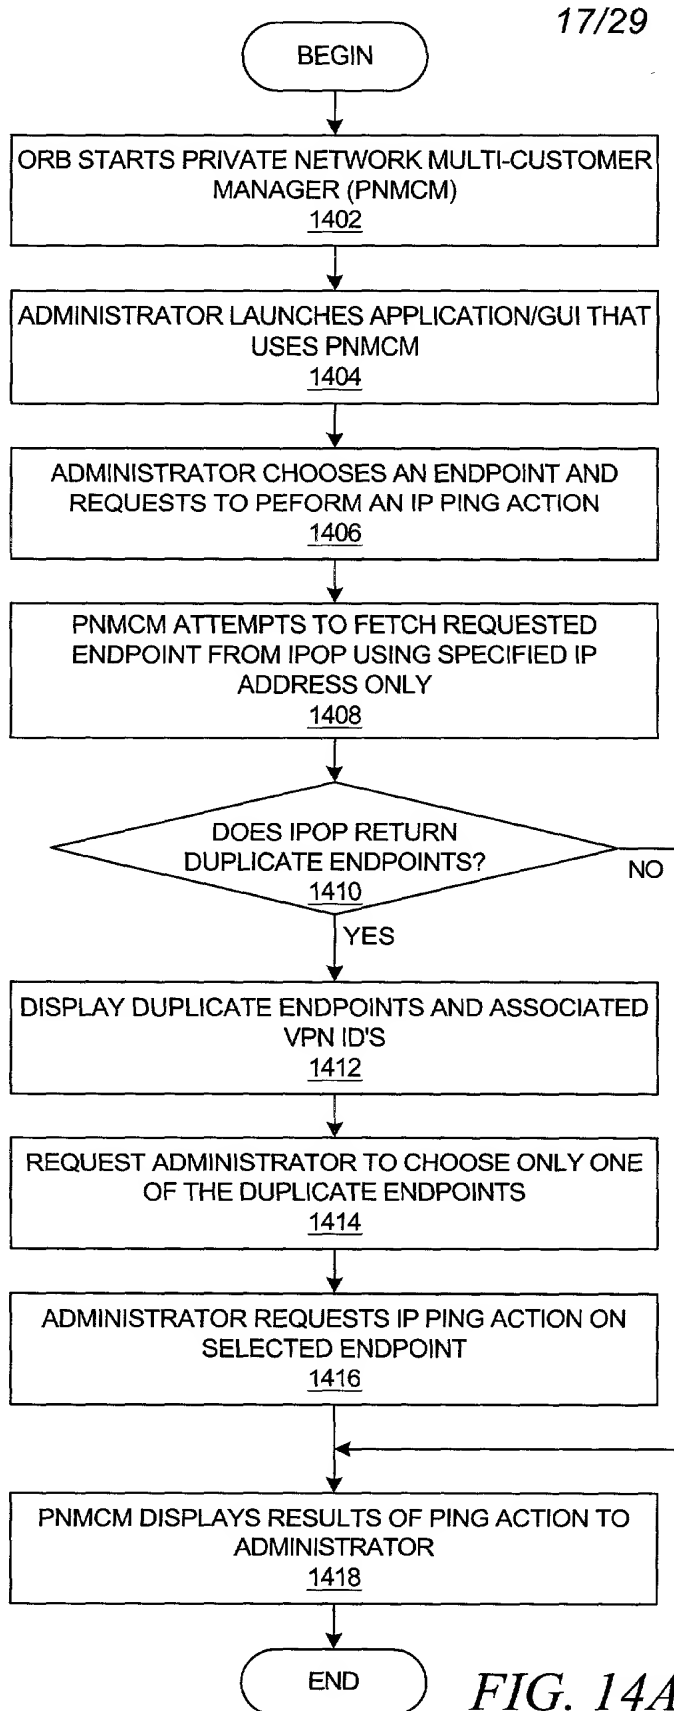 17/29
BEGIN
ORB STARTS PRIVATE NETWORK MULTI-CUSTOMER
MANAGER (PNMCM)
1402
ADMINISTRATOR LAUNCHES APPLICATION/GUI THAT
USES PNMCM
1404
ADMINISTRATOR CHOOSES AN ENDPOINT AND
REQUESTS TO PEFORM AN IP PING ACTION
1406
PNMCM ATTEMPTS TO FETCH REQUESTED
ENDPOINT FROM IPOP USING SPECIFIED IP
ADDRESS ONLY
1408
DOES IPOP RETURN
DUPLICATE ENDPOINTS?
1410
NO
YES
DISPLAY DUPLICATE ENDPOINTS AND ASSOCIATED
VPN ID'S
1412
REQUEST ADMINISTRATOR TO CHOOSE ONLY ONE
OF THE DUPLICATE ENDPOINTS
1414
ADMINISTRATOR REQUESTS IP PING ACTION ON
SELECTED ENDPOINT
1416
PNMCM DISPLAYS RESULTS OF PING ACTION TO
ADMINISTRATOR
1418
END
FIG. 14A